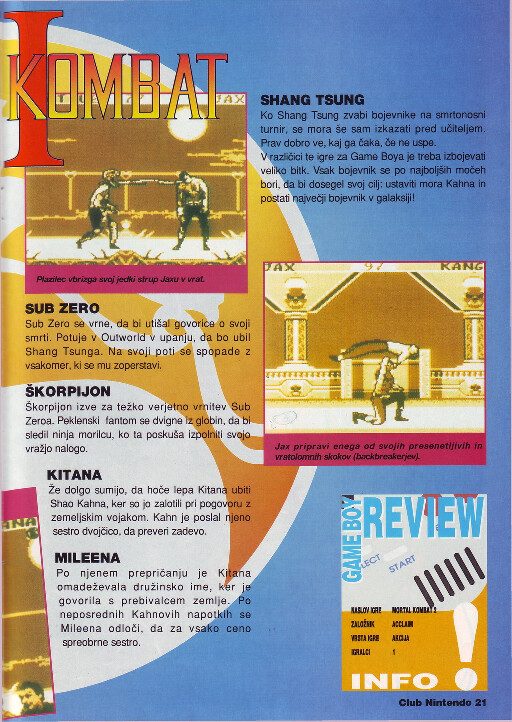 I
KOMBAT
JAX
SHANG TSUNG
Ko Shang Tsung zvabi bojevnike na smrtonosni
turnir, se mora še sam izkazati pred učiteljem.
Prav dobro ve, kaj ga čaka, če ne uspe.
V različici te igre za Game Boya je treba izbojevati
veliko bitk. Vsak bojevnik se po najboljših močeh
bori, da bi dosegel svoj cilj: ustaviti mora Kahna in
postati največji bojevnik v galaksiji!
Plazilec vbrizga svoj jedki strup Jaxu v vrat.
JAX 97 KANG
SUB ZERO
Sub Zero se vrne, da bi utišal govorice o svoji
smrti. Potuje v Outworld v upanju, da bo ubil
Shang Tsunga. Na svoji poti se spopade z
vsakomer, ki se mu zoperstavi.
ŠKORPIJON
Škorpijon izve za težko verjetno vrnitev Sub
Zeroa. Peklenski fantom se dvigne iz globin, da bi
sledil ninja morilcu, ko ta poskuša izpolniti svojo
vražjo nalogo.
Jax pripravi enega od svojih presenetljivih in
vratolomnih skokov (backbreakerjev).
KITANA
Že dolgo sumijo, da hoče lepa Kitana ubiti
Shao Kahna, ker so jo zalotili pri pogovoru z
zemeljskim vojakom. Kahn je poslal njeno
sestro dvojčico, da preveri zadevo.
MILEENA
Po njenem prepričanju je Kitana
omadeževala družinsko ime, ker je
govorila s prebivalcem zemlje. Po
neposrednih Kahnovih napotkih se
Mileena odloči, da za vsako ceno
spreobrne sestro.
ANA
GAME BOY
REVIEW
LECT
START
NASLOV IGRE MORTAL KOMBAT 2
ZALOŽNIK ACCLAIM
VRSTA IGRE AKCIJA
IGRALCI 1
INFO !
Club Nintendo 21